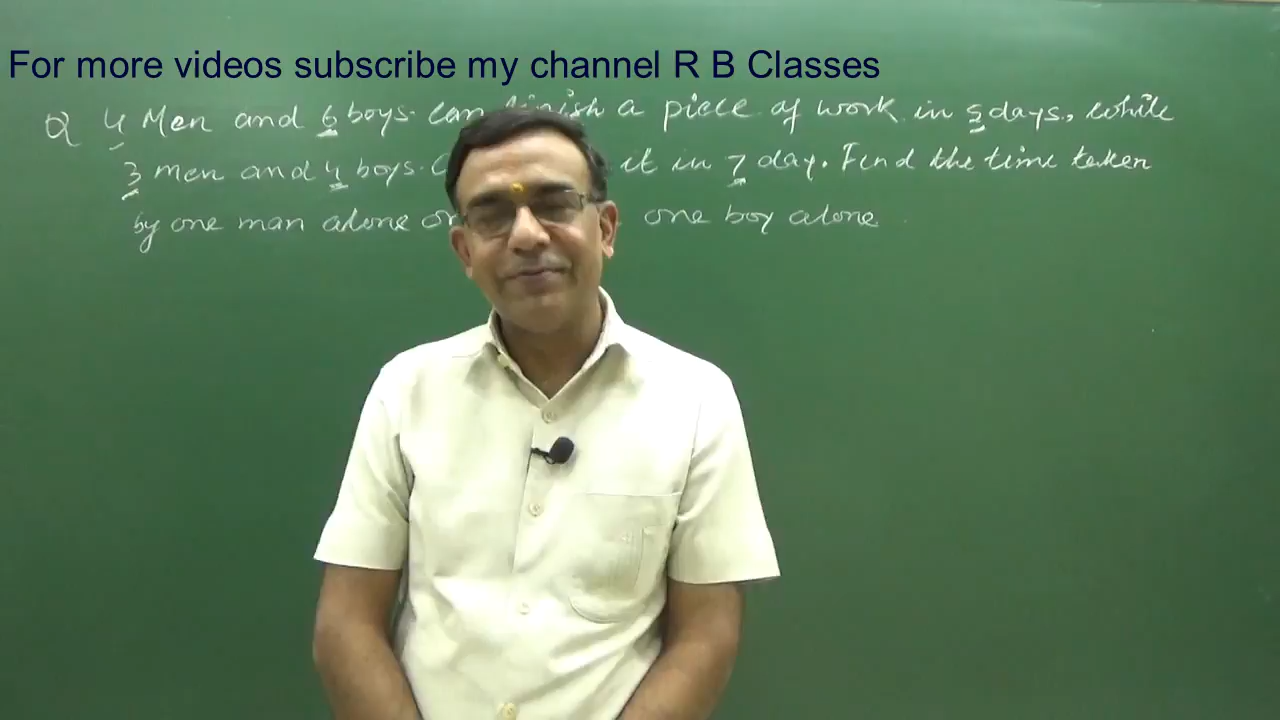 For more videos subscribe my channel R B Classes
Q 4 Men and 6 boys. can finish a piece of work in 5 days, while
3 men and 4 boys. it in 7 day. Find the time taken
by one man alone one boy alone